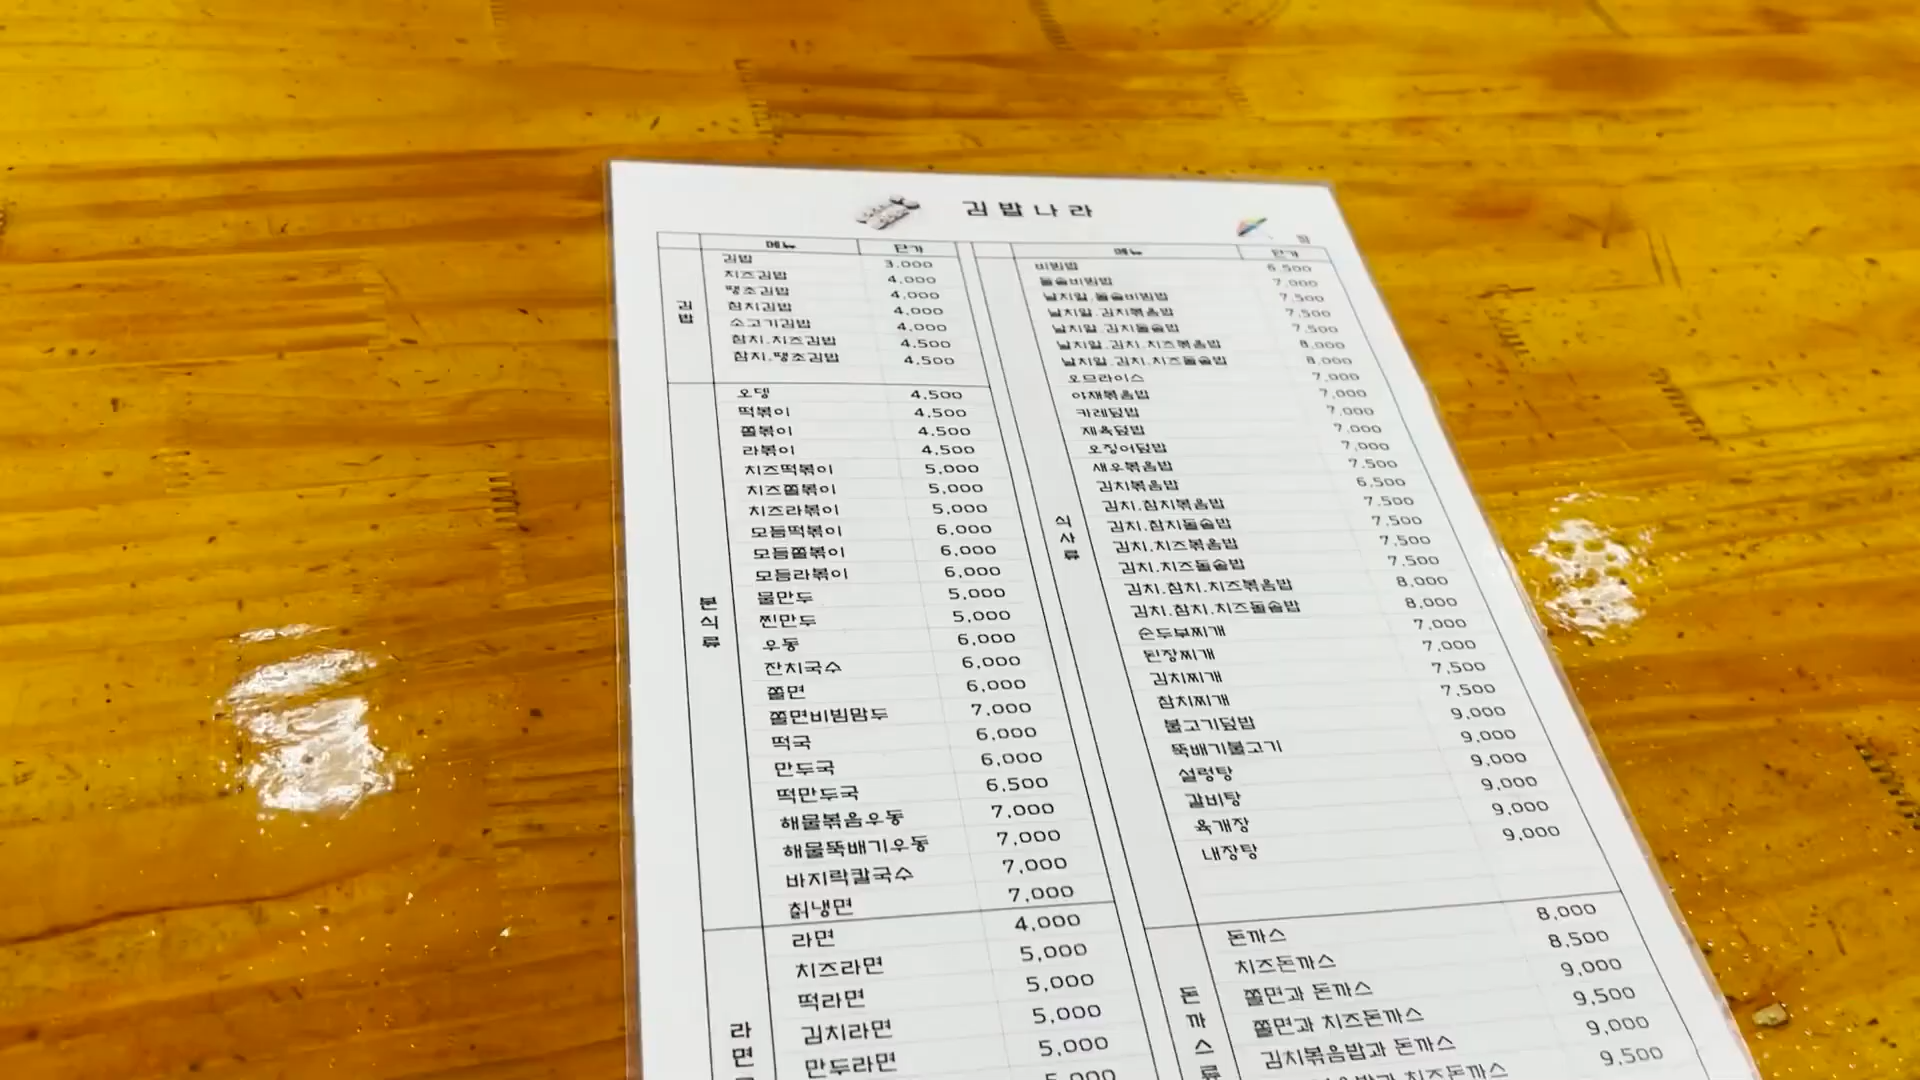 김밥나라
메뉴 단가
김밥
김밥 3,000
치즈김밥 4,000
땡초김밥 4,000
참치김밥 4,000
소고기김밥 4,000
참치.치즈김밥 4,500
참치.땡초김밥 4,500
분식류
오뎅 4,500
떡볶이 4,500
쫄볶이 4,500
라볶이 4,500
치즈떡볶이 5,000
치즈쫄볶이 5,000
치즈라볶이 5,000
모듬떡볶이 6,000
모듬쫄볶이 6,000
모듬라볶이 6,000
물만두 5,000
찐만두 5,000
우동 6,000
잔치국수 6,000
쫄면 6,000
쫄면비빔맘두 7,000
떡국 6,000
만두국 6,000
떡만두국 6,500
해물볶음우동 7,000
해물뚝배기우동 7,000
바지락칼국수 7,000
칡냉면 7,000
라면
라면 4,000
치즈라면 5,000
떡라면 5,000
김치라면 5,000
만두라면 5,000
5,000
메뉴 단가
식사류
비빔밥 6,500
돌솥비빔밥 7,000
날치알.돌솥비빔밥 7,500
날치알.김치볶음밥 7,500
날치알.김치돌솥밥 7,500
날치알.김치.치즈볶음밥 8,000
날치알.김치.치즈돌솥밥 8,000
오므라이스 7,000
야채볶음밥 7,000
카레덮밥 7,000
제육덮밥 7,000
오징어덮밥 7,000
새우볶음밥 7,500
김치볶음밥 6,500
김치.참치볶음밥 7,500
김치.참치돌솥밥 7,500
김치.치즈볶음밥 7,500
김치.치즈돌솥밥 7,500
김치.참치.치즈볶음밥 8,000
김치.참치.치즈돌솥밥 8,000
순두부찌개 7,000
된장찌개 7,000
김치찌개 7,500
참치찌개 7,500
불고기덮밥 9,000
뚝배기불고기 9,000
설렁탕 9,000
갈비탕 9,000
육개장 9,000
내장탕 9,000
돈까스류
돈까스 8,000
치즈돈까스 8,500
쫄면과 돈까스 9,000
쫄면과 치즈돈까스 9,500
김치볶음밥과 돈까스 9,000
치즈돈까스 9,500